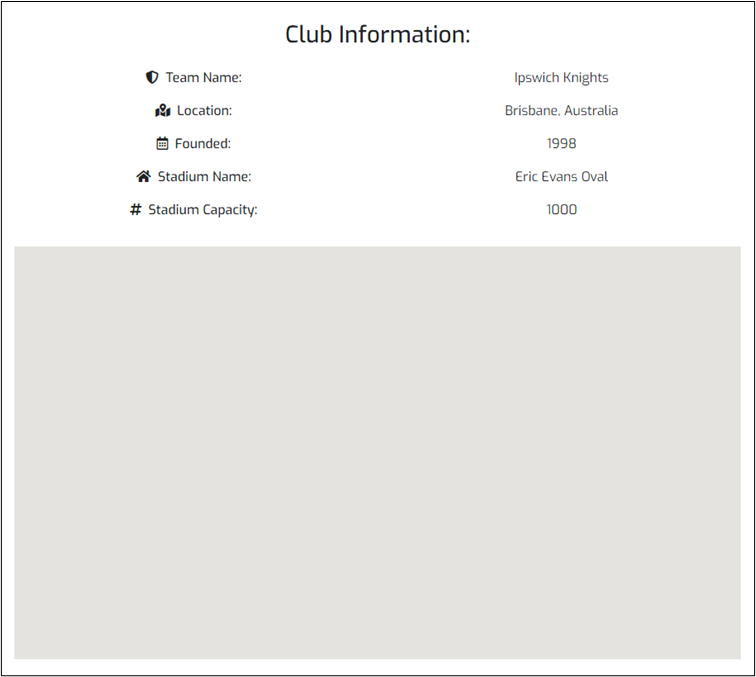 Club Information:
Team Name: Ipswich Knights
Location: Brisbane, Australia
Founded: 1998
Stadium Name: Eric Evans Oval
# Stadium Capacity: 1000